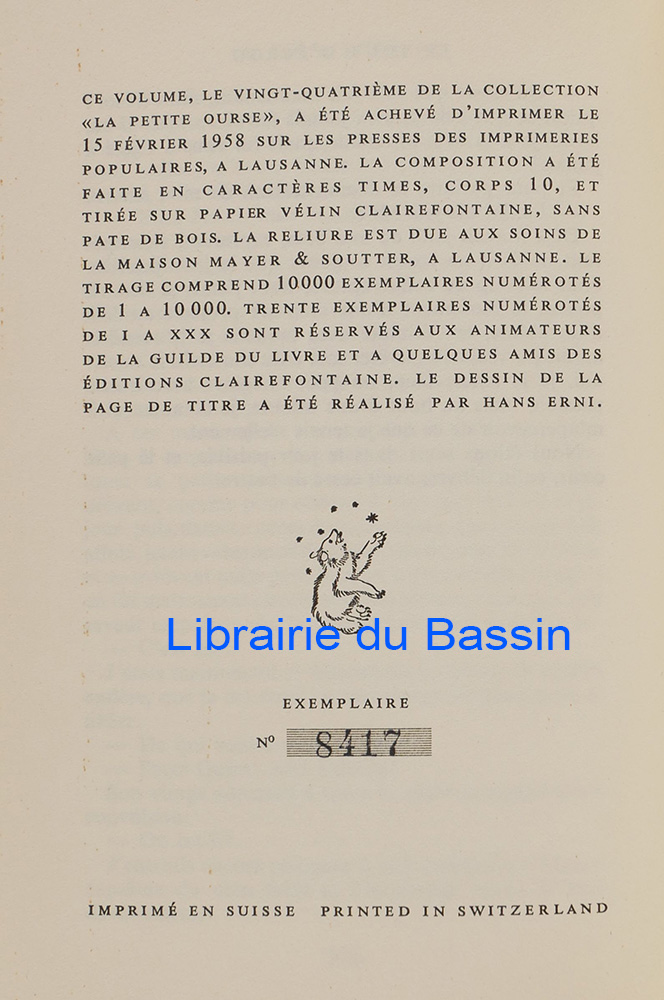 CE VOLUME, LE VINGT-QUATRIÈME DE LA COLLECTION
«LA PETITE OURSE», A ÉTÉ ACHEVÉ D'IMPRIMER LE
15 FÉVRIER 1958 SUR LES PRESSES DES IMPRIMERIES
POPULAIRES, A LAUSANNE. LA COMPOSITION A ÉTÉ
FAITE EN CARACTÈRES TIMES, CORPS 10, ET
TIRÉE SUR PAPIER VÉLIN CLAIREFONTAINE, SANS
PATE DE BOIS. LA RELIURE EST DUE AUX SOINS DE
LA MAISON MAYER & SOUTTER, A LAUSANNE. LE
TIRAGE COMPREND 10000 EXEMPLAIRES NUMÉROTÉS
DE 1 A 10 000. TRENTE EXEMPLAIRES NUMÉROTÉS
DE I A XXX SONT RÉSERVÉS AUX ANIMATEURS
DE LA GUILDE DU LIVRE ET A QUELQUES AMIS DES
ÉDITIONS CLAIREFONTAINE. LE DESSIN DE LA
PAGE DE TITRE A ÉTÉ RÉALISÉ PAR HANS ERNI.
Librairie du Bassin
EXEMPLAIRE
Nº 8417
IMPRIMÉ EN SUISSE PRINTED IN SWITZERLAND